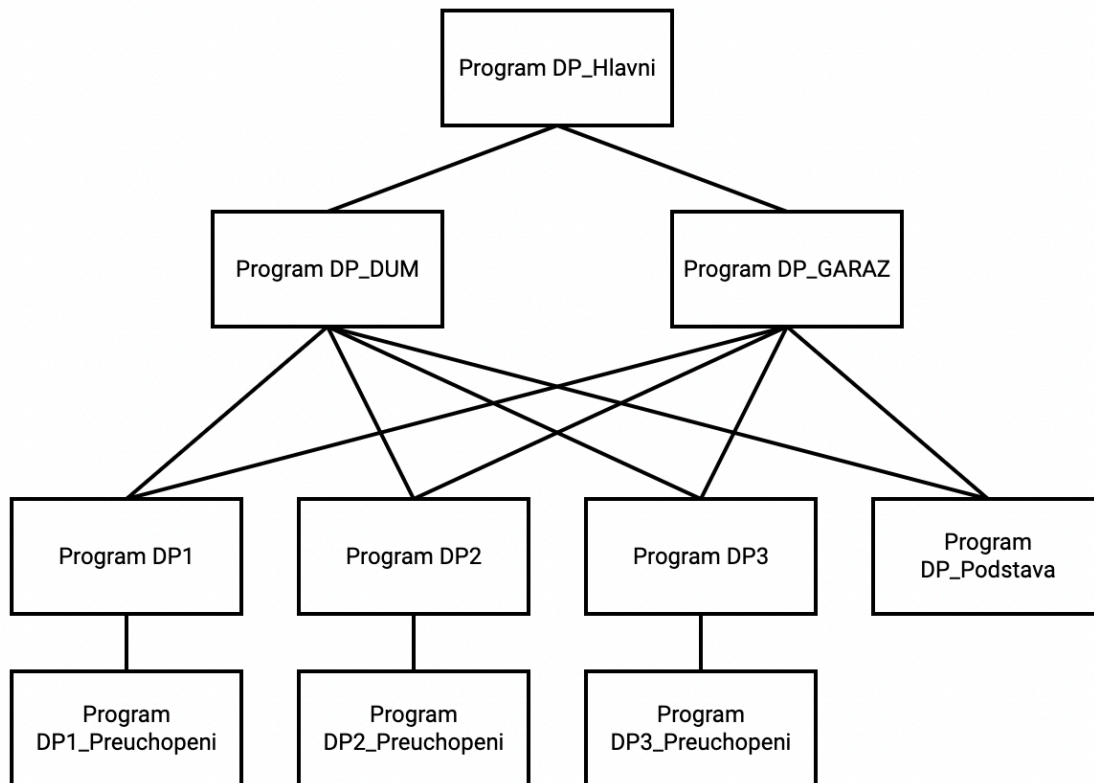 Program DP_Hlavni
Program DP_DUM
Program DP_GARAZ
Program DP1
Program DP2
Program DP3
Program
DP_Podstava
Program
DP1_Preuchopeni
Program
DP2_Preuchopeni
Program
DP3_Preuchopeni